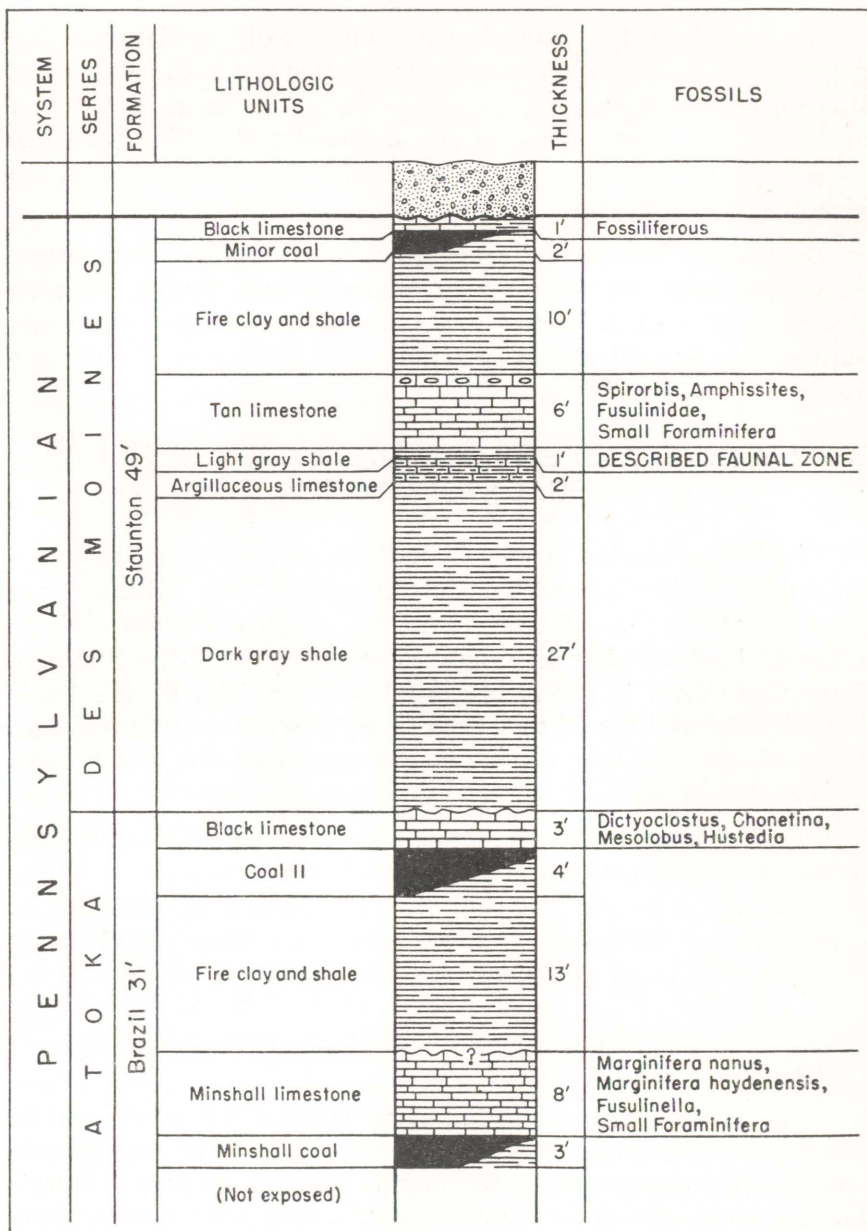 SYSTEM
SERIES
FORMATION
LITHOLOGIC
UNITS
THICKNESS
FOSSILS
PENNSYLVANIAN
DES MOINES
Staunton 49'
Black limestone
1'
Fossiliferous
Minor coal
2'
Fire clay and shale
10'
Tan limestone
6'
Spirorbis, Amphissites,
Fusulinidae,
Small Foraminifera
Light gray shale
1'
DESCRIBED FAUNAL ZONE
Argillaceous limestone
2'
Dark gray shale
27'
ATOKA
Brazil 31'
Black limestone
3'
Dictyoclostus, Chonetina,
Mesolobus, Hustedia
Coal II
4'
Fire clay and shale
13'
?
Minshall limestone
8'
Marginifera nanus,
Marginifera haydenensis,
Fusulinella,
Small Foraminifera
Minshall coal
3'
(Not exposed)